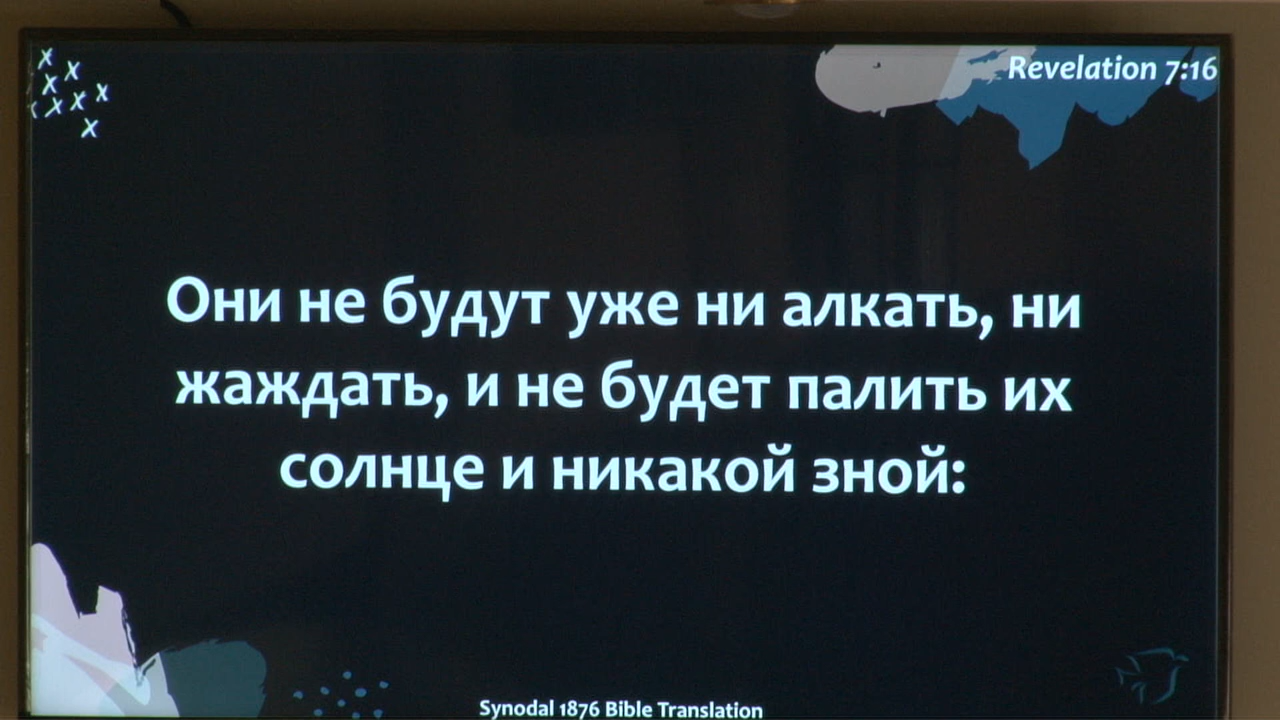 Revelation 7:16
Они не будут уже ни алкать, ни
жаждать, и не будет палить их
солнце и никакой зной:
Synodal 1876 Bible Translation